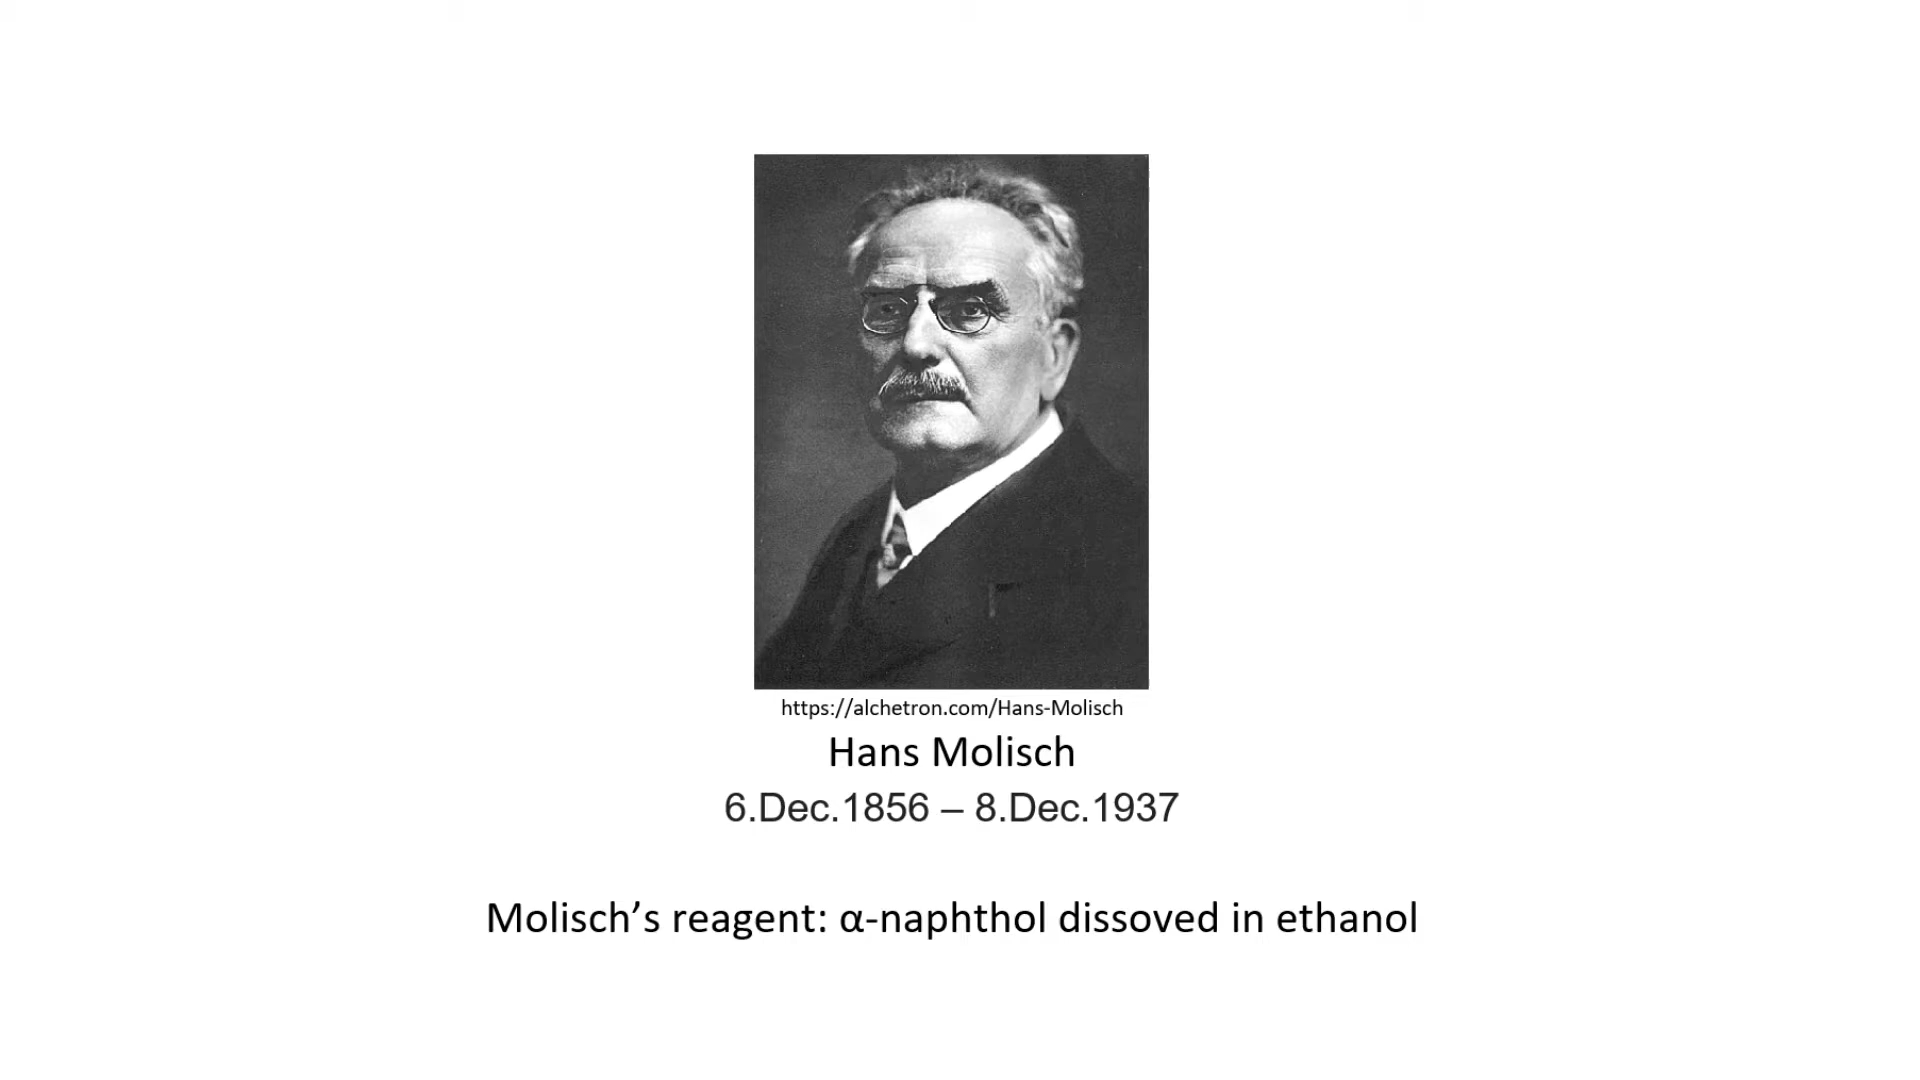 https://alchetron.com/Hans-Molisch
Hans Molisch
6.Dec.1856 – 8.Dec.1937
Molisch’s reagent: α-naphthol dissoved in ethanol